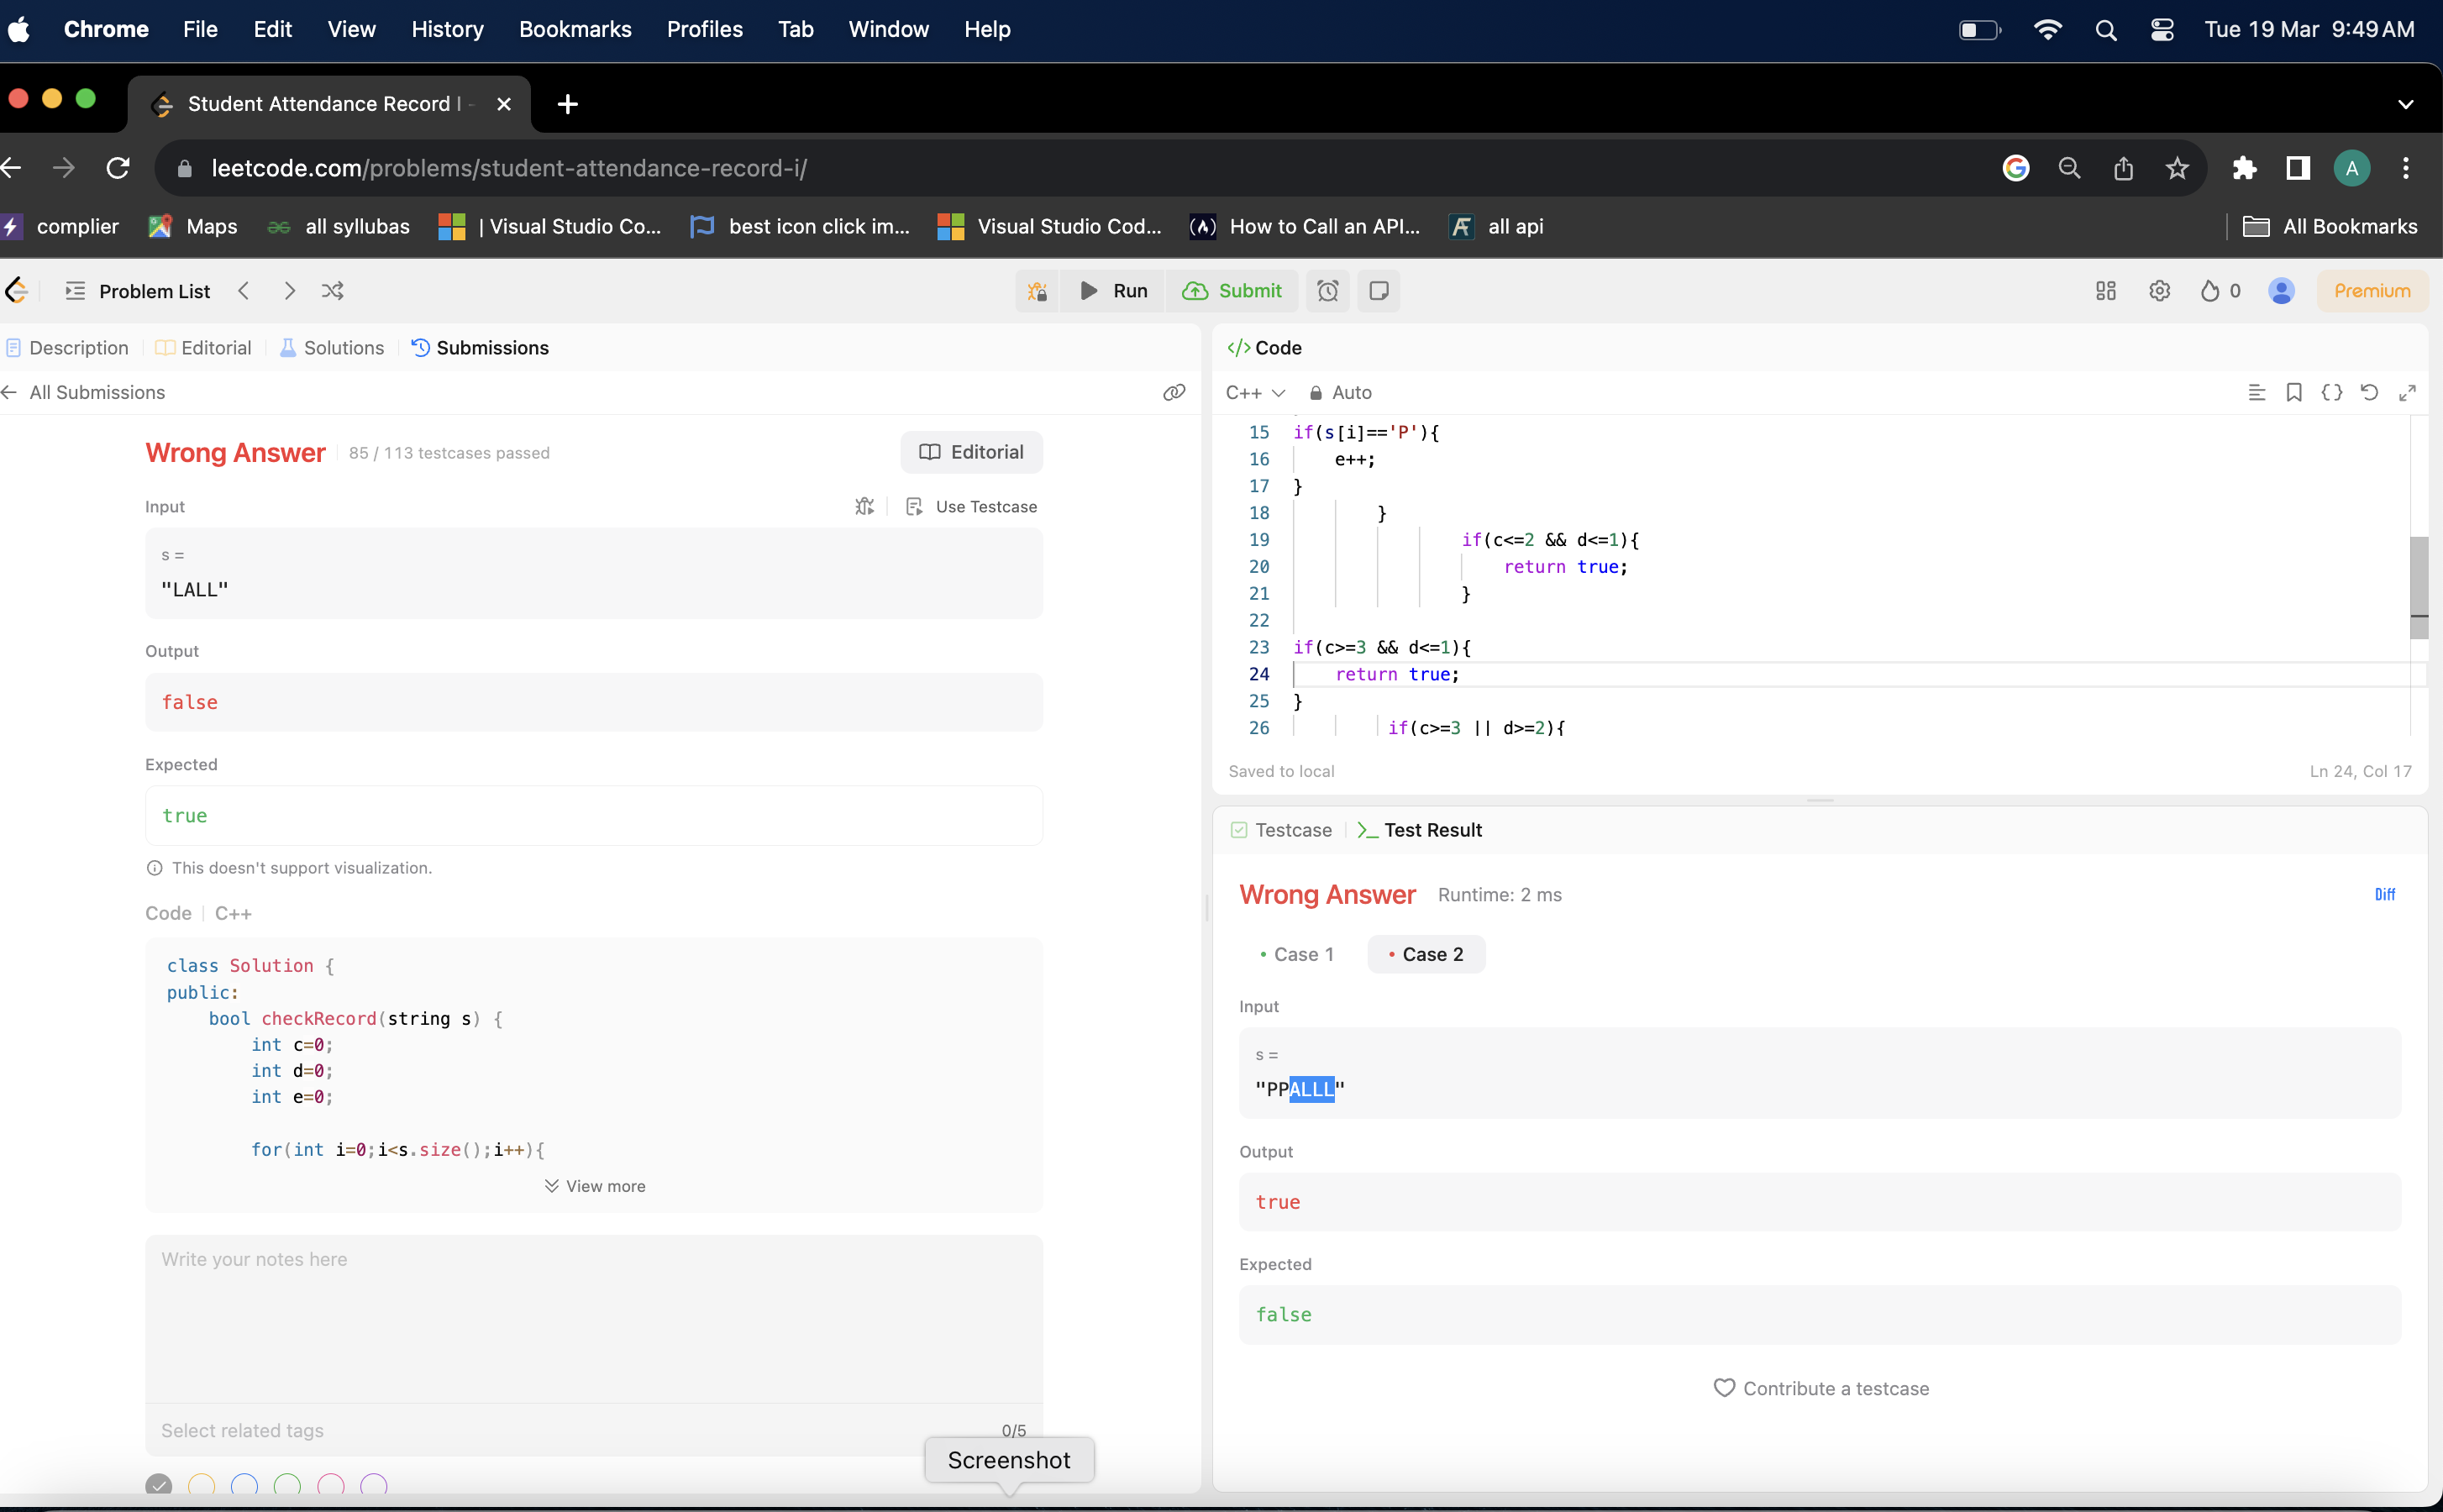 Chrome File Edit View History Bookmarks Profiles Tab Window Help Tue 19 Mar 9:49 AM
Student Attendance Record I -
leetcode.com/problems/student-attendance-record-i/
A
complier Maps all syllubas | Visual Studio Co... best icon click im... Visual Studio Cod... How to Call an API... all api All Bookmarks
Problem List Run Submit 0 Premium
Description Editorial Solutions Submissions
All Submissions
Wrong Answer 85 / 113 testcases passed Editorial
Input Use Testcase
s =
"LALL"
Output
false
Expected
true
This doesn't support visualization.
Code C++
class Solution {
public:
bool checkRecord(string s) {
int c=0;
int d=0;
int e=0;
for(int i=0;i<s.size();i++){
View more
Write your notes here
Select related tags 0/5
Screenshot
</> Code
C++ Auto
15 if(s[i]=='P'){
16 e++;
17 }
18 }
19 if(c<=2 && d<=1){
20 return true;
21 }
22
23 if(c>=3 && d<=1){
24 return true;
25 }
26 if(c>=3 || d>=2){
Saved to local Ln 24, Col 17
Testcase Test Result
Wrong Answer Runtime: 2 ms Diff
Case 1 Case 2
Input
s =
"PPALLL"
Output
true
Expected
false
Contribute a testcase